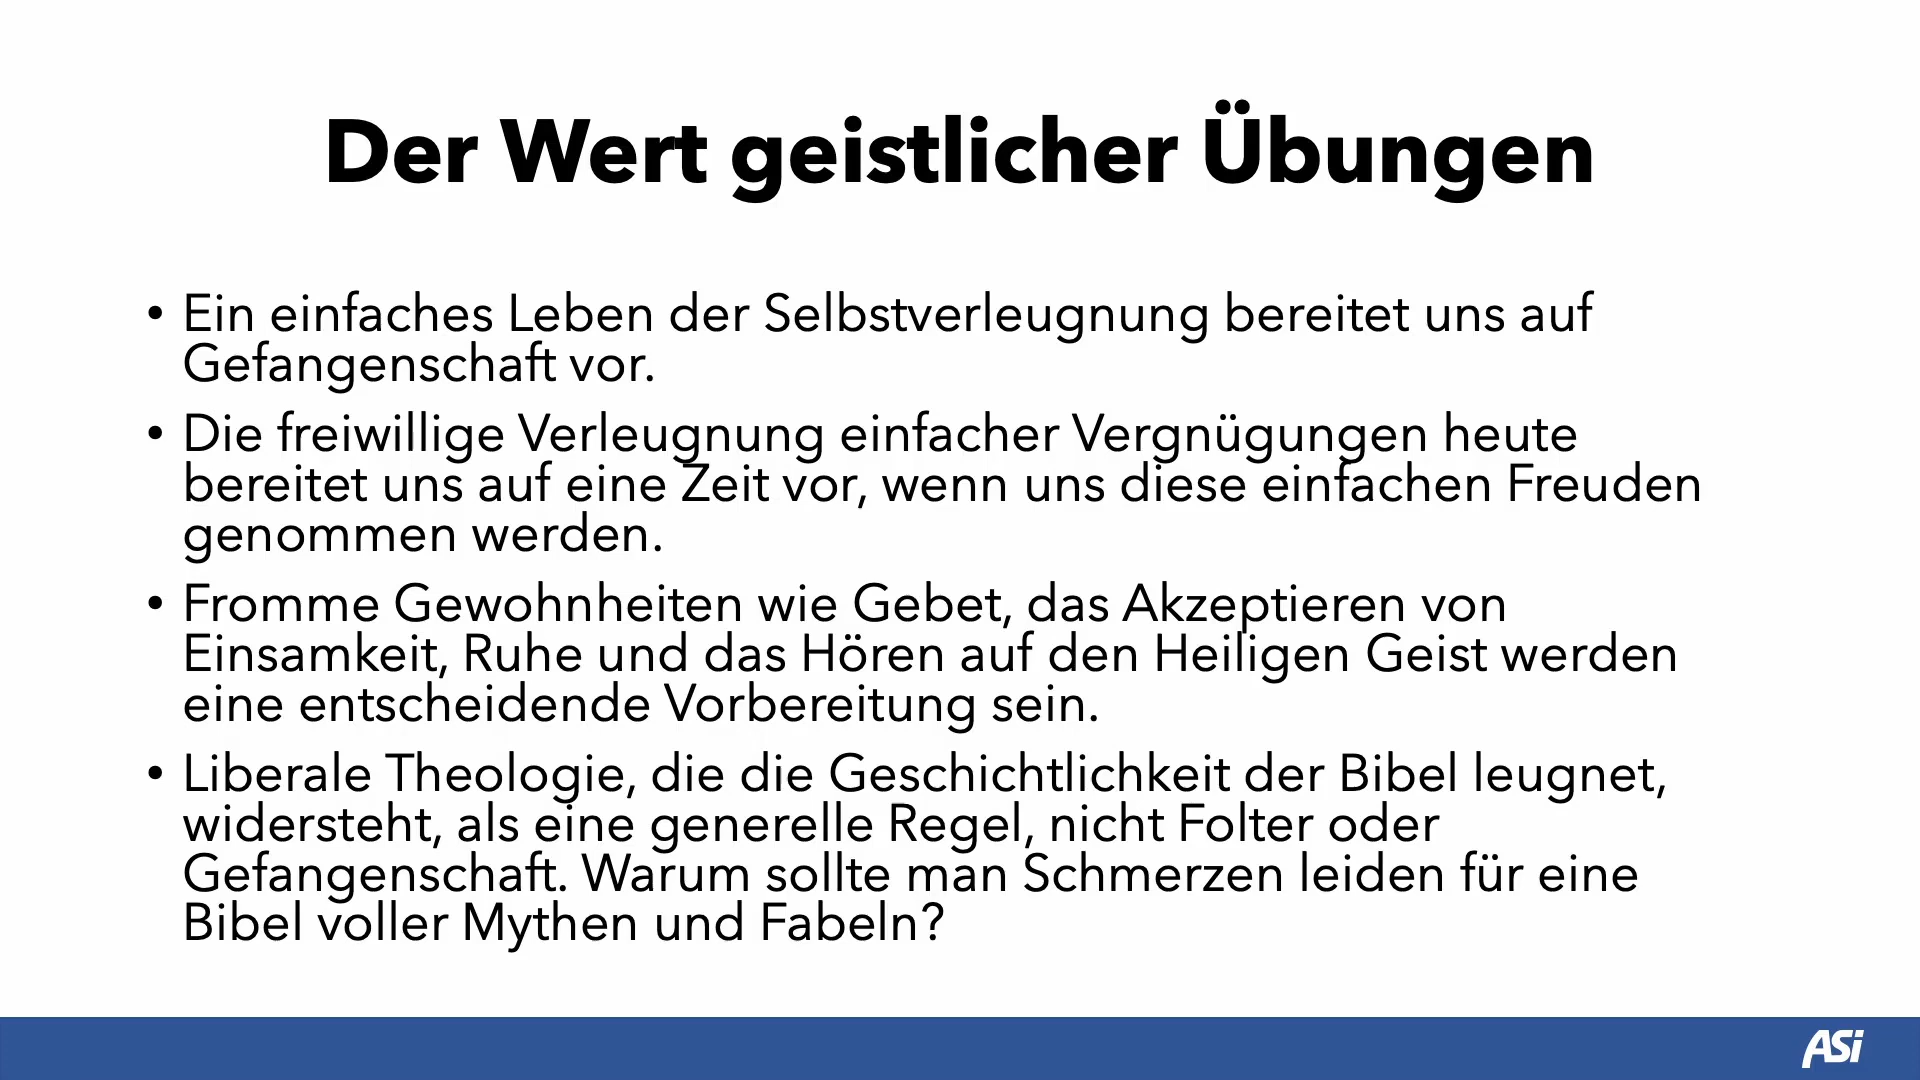 Der Wert geistlicher Übungen
• Ein einfaches Leben der Selbstverleugnung bereitet uns auf
Gefangenschaft vor.
• Die freiwillige Verleugnung einfacher Vergnügungen heute
bereitet uns auf eine Zeit vor, wenn uns diese einfachen Freuden
genommen werden.
• Fromme Gewohnheiten wie Gebet, das Akzeptieren von
Einsamkeit, Ruhe und das Hören auf den Heiligen Geist werden
eine entscheidende Vorbereitung sein.
• Liberale Theologie, die die Geschichtlichkeit der Bibel leugnet,
widersteht, als eine generelle Regel, nicht Folter oder
Gefangenschaft. Warum sollte man Schmerzen leiden für eine
Bibel voller Mythen und Fabeln?
ASi